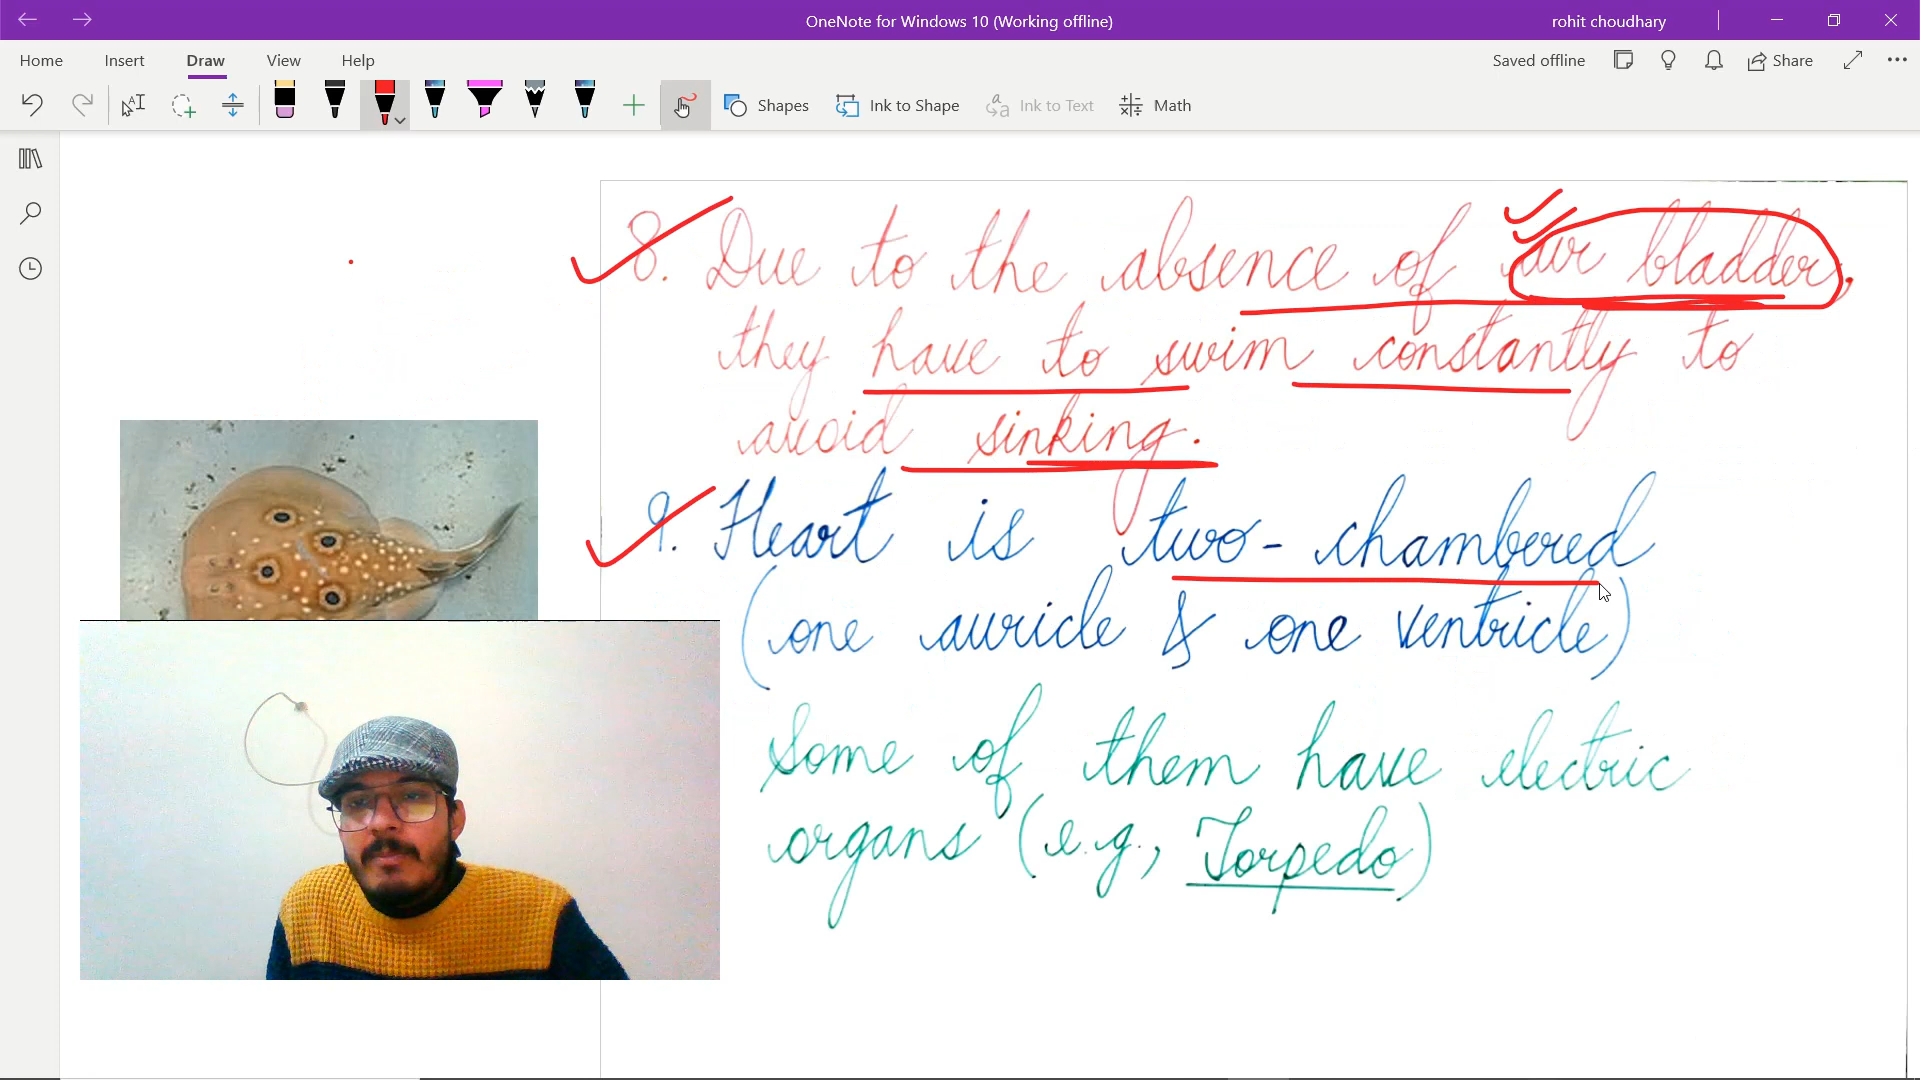 OneNote for Windows 10 (Working offline)
rohit choudhary
Home Insert Draw View Help
Saved offline Share
Shapes Ink to Shape Ink to Text Math
8. Due to the absence of air bladder,
they have to swim constantly to
avoid sinking.
9. Heart is two-chambered
(one auricle & one ventricle)
Some of them have electric
organs (e.g., Torpedo)